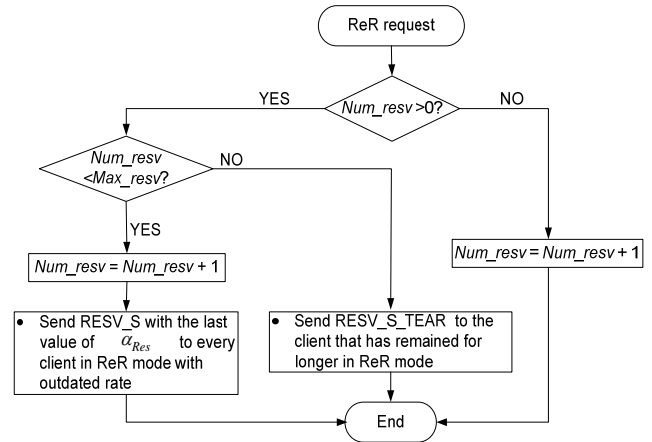 ReR request
Num_resv >0?
YES
NO
Num_resv
<Max_resv?
NO
YES
Num_resv = Num_resv + 1
Num_resv = Num_resv + 1
• Send RESV_S with the last
value of α_Res to every
client in ReR mode with
outdated rate
• Send RESV_S_TEAR to the
client that has remained for
longer in ReR mode
End